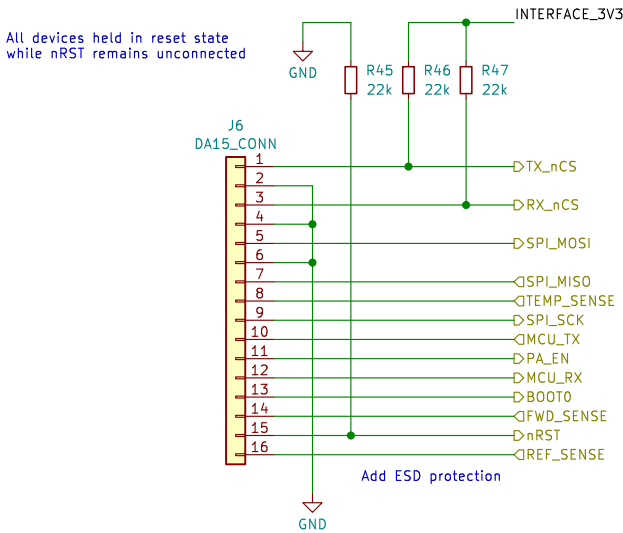 INTERFACE_3V3
All devices held in reset state
while nRST remains unconnected
GND
R45
22k
R46
22k
R47
22k
J6
DA15_CONN
1
TX_nCS
2
3
RX_nCS
4
5
SPI_MOSI
6
7
SPI_MISO
8
TEMP_SENSE
9
SPI_SCK
10
MCU_TX
11
PA_EN
12
MCU_RX
13
BOOT0
14
FWD_SENSE
15
nRST
16
REF_SENSE
Add ESD protection
GND